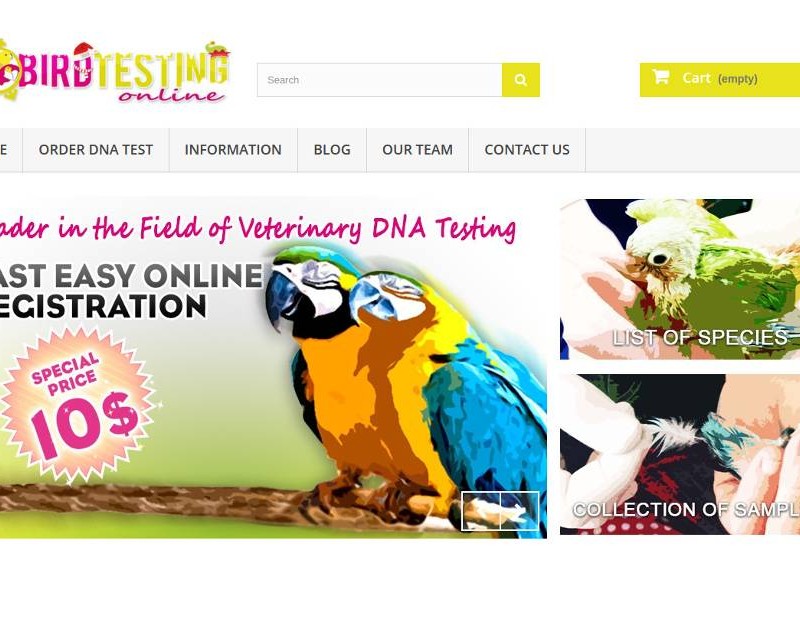 BIRDTESTING
online
Search
Cart (empty)
E
ORDER DNA TEST
INFORMATION
BLOG
OUR TEAM
CONTACT US
ader in the Field of Veterinary DNA Testing
AST EASY ONLINE
EGISTRATION
SPECIAL
PRICE
10$
LIST OF SPECIES
COLLECTION OF SAMPL